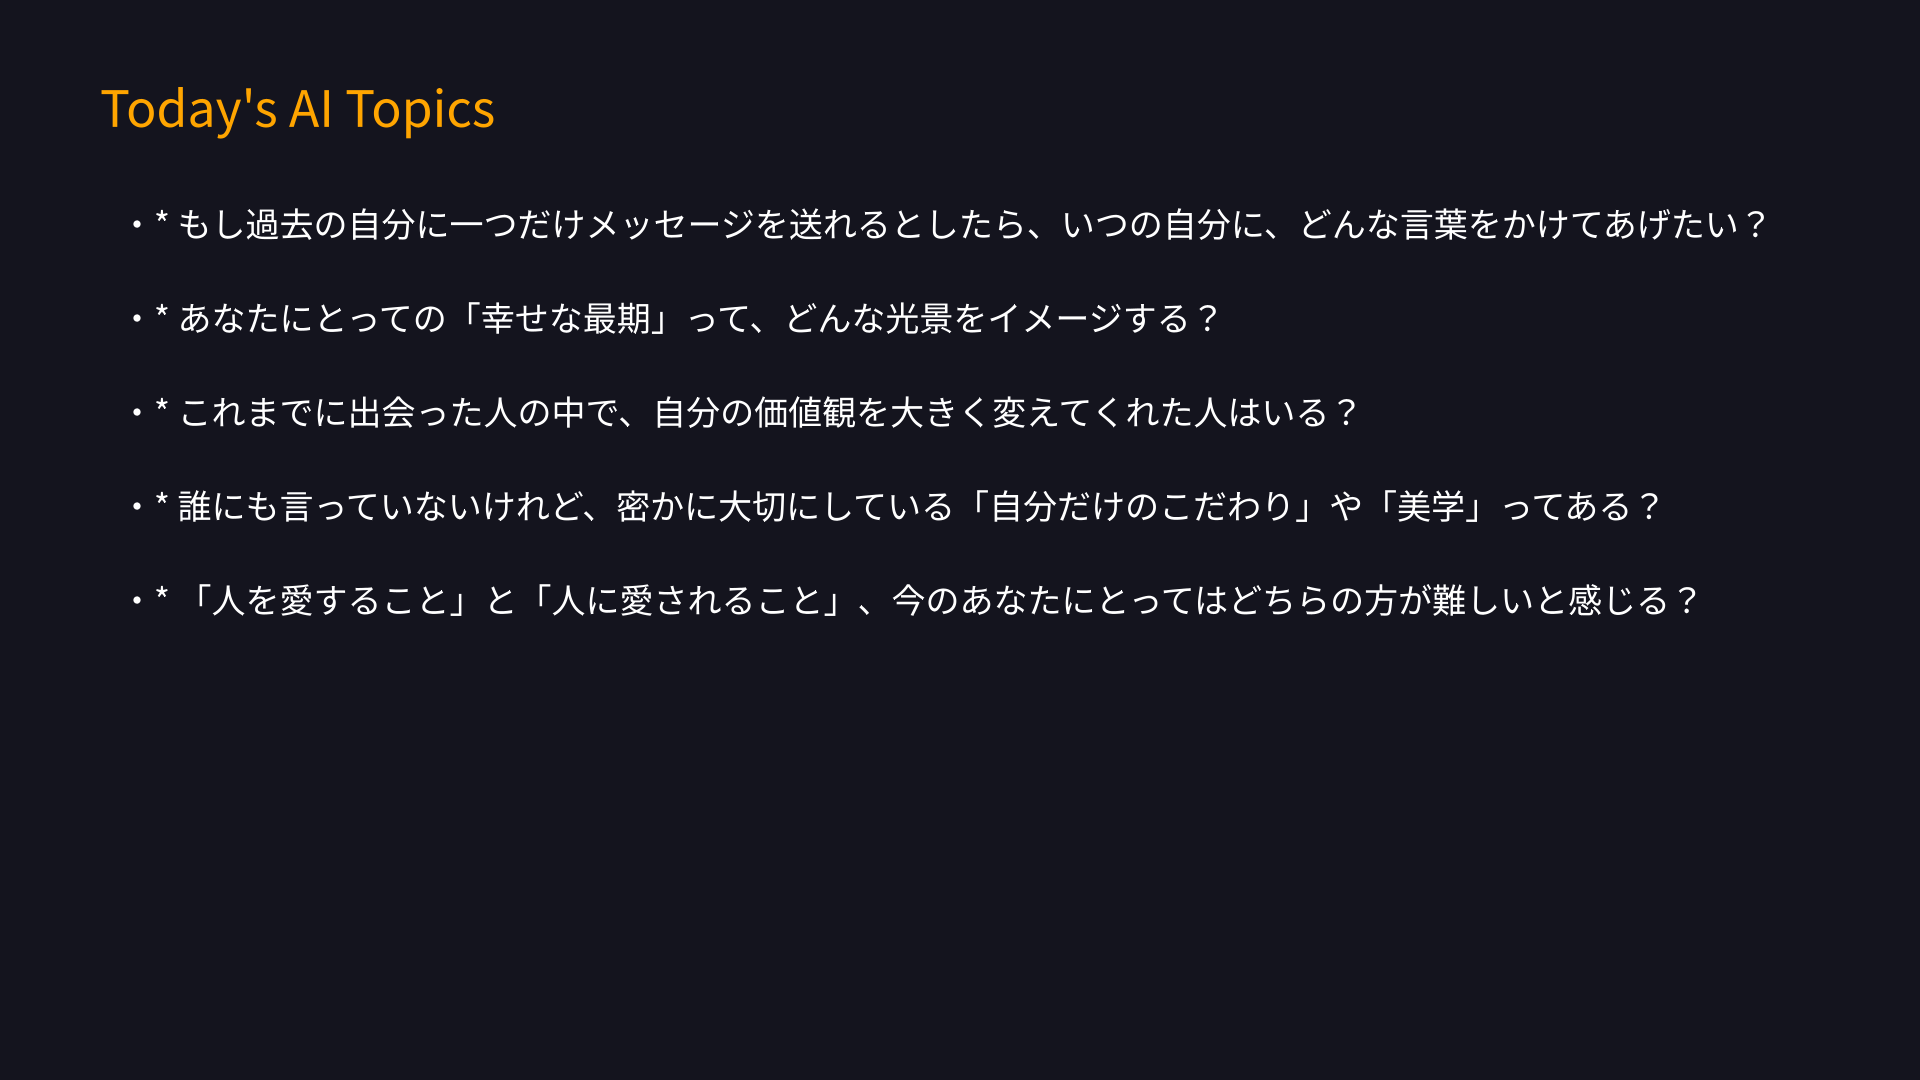 Today's AI Topics
・* もし過去の自分に一つだけメッセージを送れるとしたら、いつの自分に、どんな言葉をかけてあげたい？
・* あなたにとっての「幸せな最期」って、どんな光景をイメージする？
・* これまでに出会った人の中で、自分の価値観を大きく変えてくれた人はいる？
・* 誰にも言っていないけれど、密かに大切にしている「自分だけのこだわり」や「美学」ってある？
・* 「人を愛すること」と「人に愛されること」、今のあなたにとってはどちらの方が難しいと感じる？